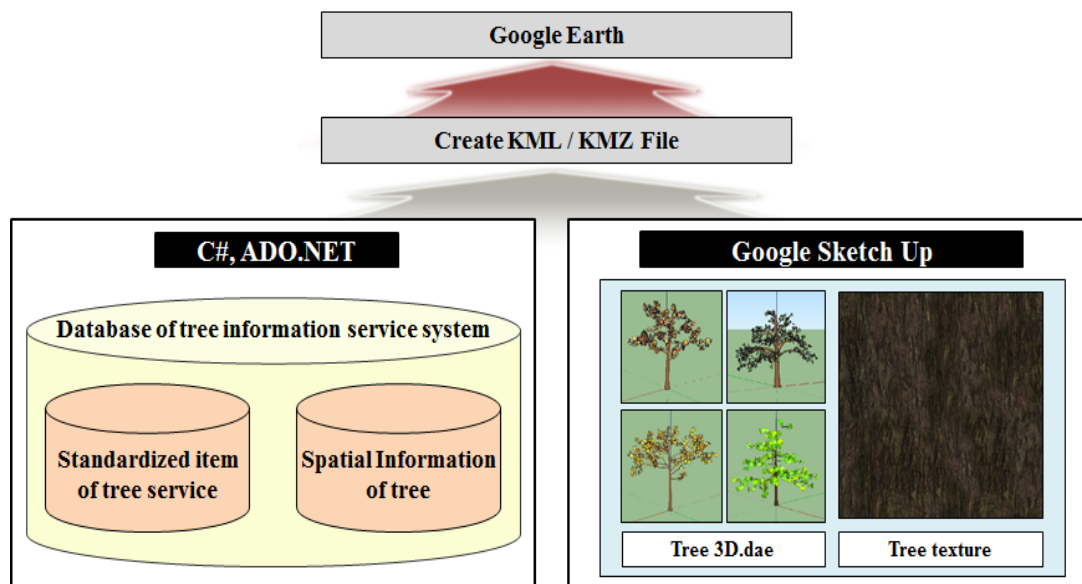 Google Earth
Create KML / KMZ File
C#, ADO.NET
Database of tree information service system
Standardized item
of tree service
Spatial Information
of tree
Google Sketch Up
Tree 3D.dae
Tree texture